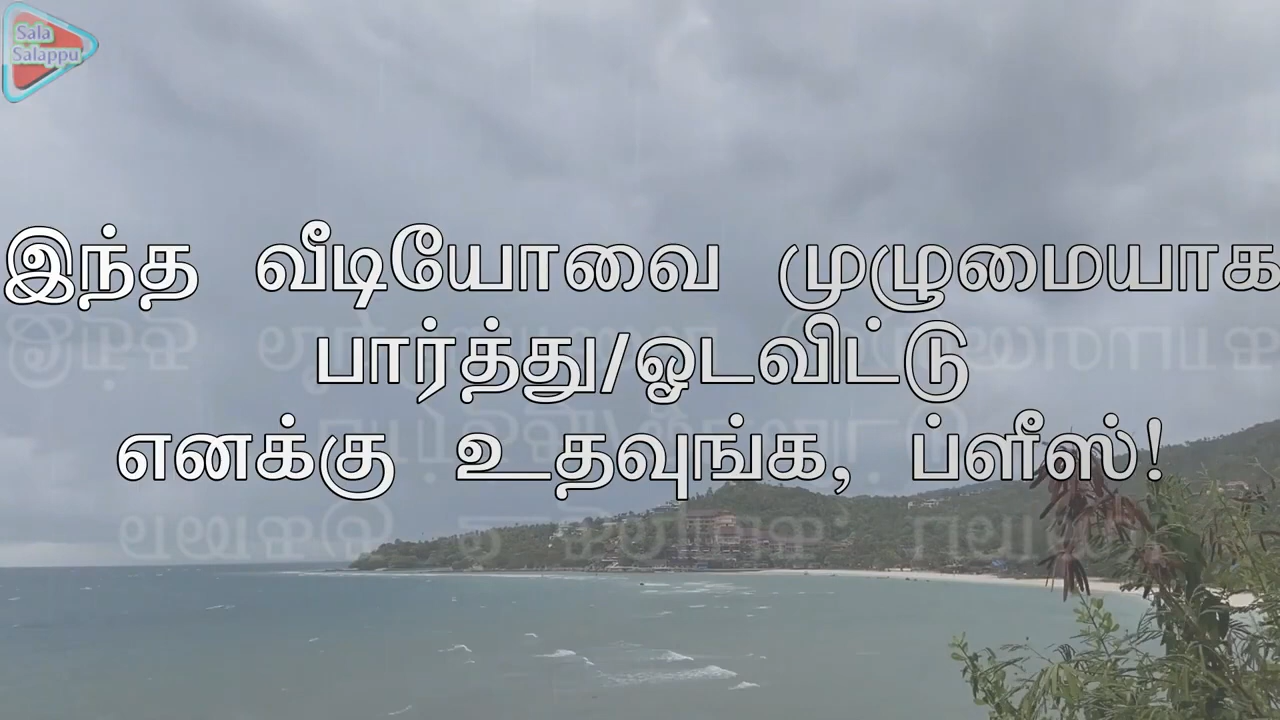 Sala
Salappu
இந்த வீடியோவை முழுமையாக
பார்த்து/ஓடவிட்டு
எனக்கு உதவுங்க, ப்ளீஸ்!